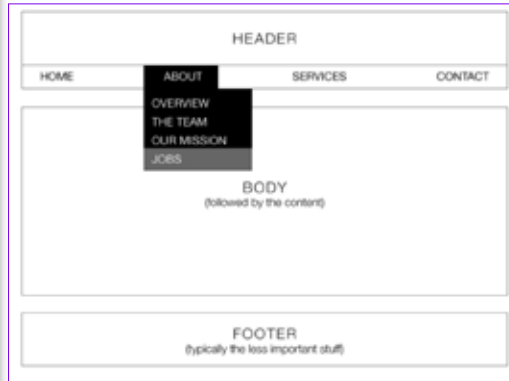 HEADER
HOME ABOUT SERVICES CONTACT
OVERVIEW
THE TEAM
OUR MISSION
JOBS
BODY
(followed by the content)
FOOTER
(typically the less important stuff)